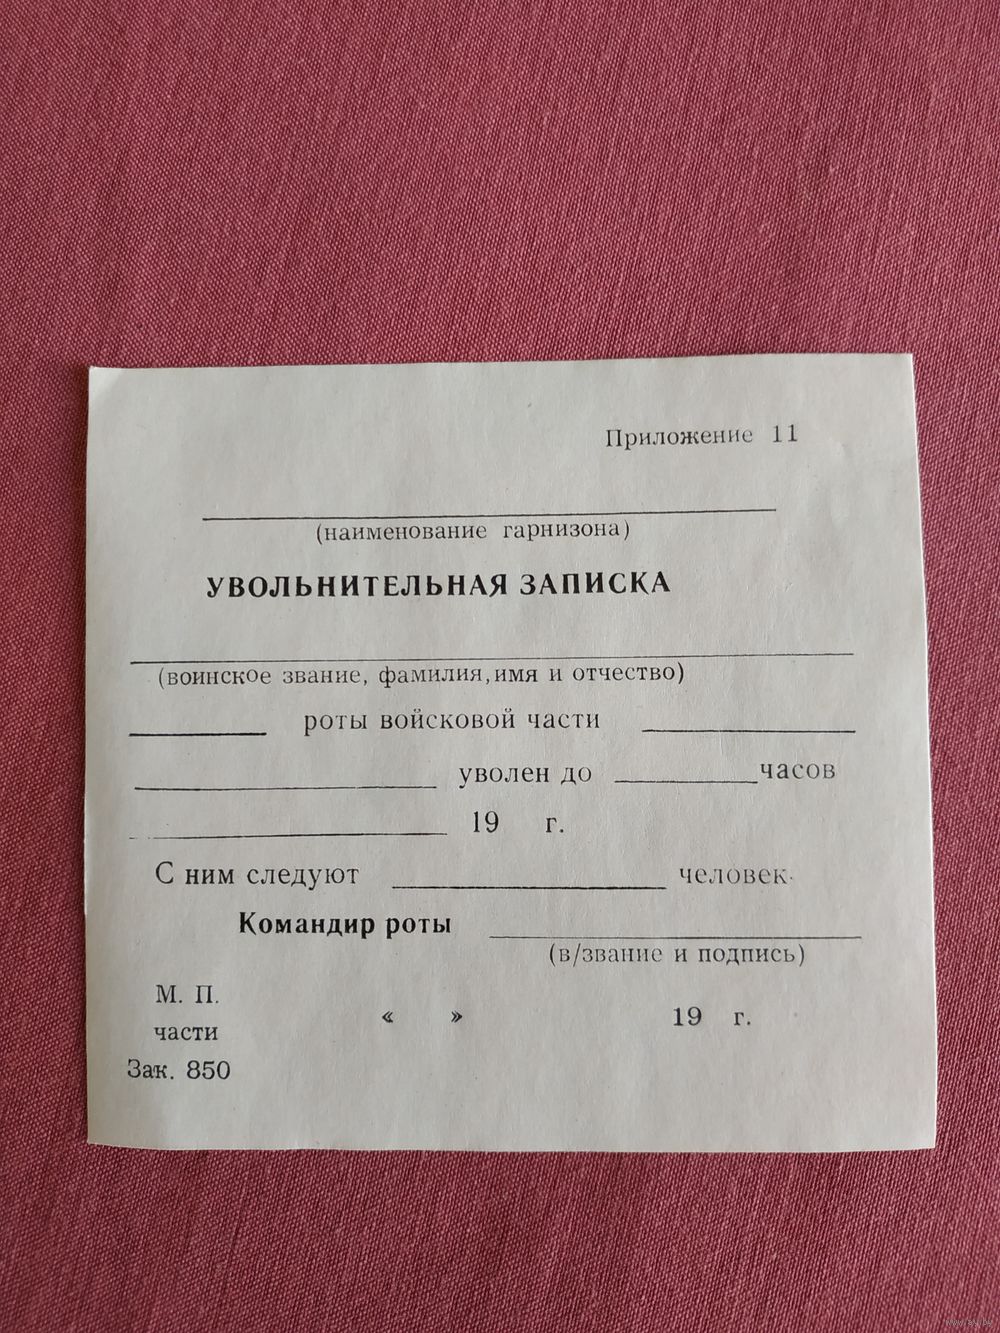 Приложение 11
(наименование гарнизона)
УВОЛЬНИТЕЛЬНАЯ ЗАПИСКА
(воинское звание, фамилия, имя и отчество)
роты войсковой части
уволен до часов
19 г.
С ним следуют человек.
Командир роты
(в/звание и подпись)
М. П.
части
« » 19 г.
Зак. 850